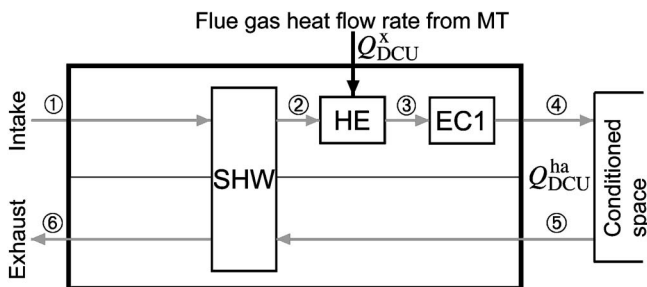 Flue gas heat flow rate from MT
Q^x_DCU
Intake
①
②
HE
③
EC1
④
SHW
Q^ha_DCU
Conditioned
space
Exhaust
⑥
⑤